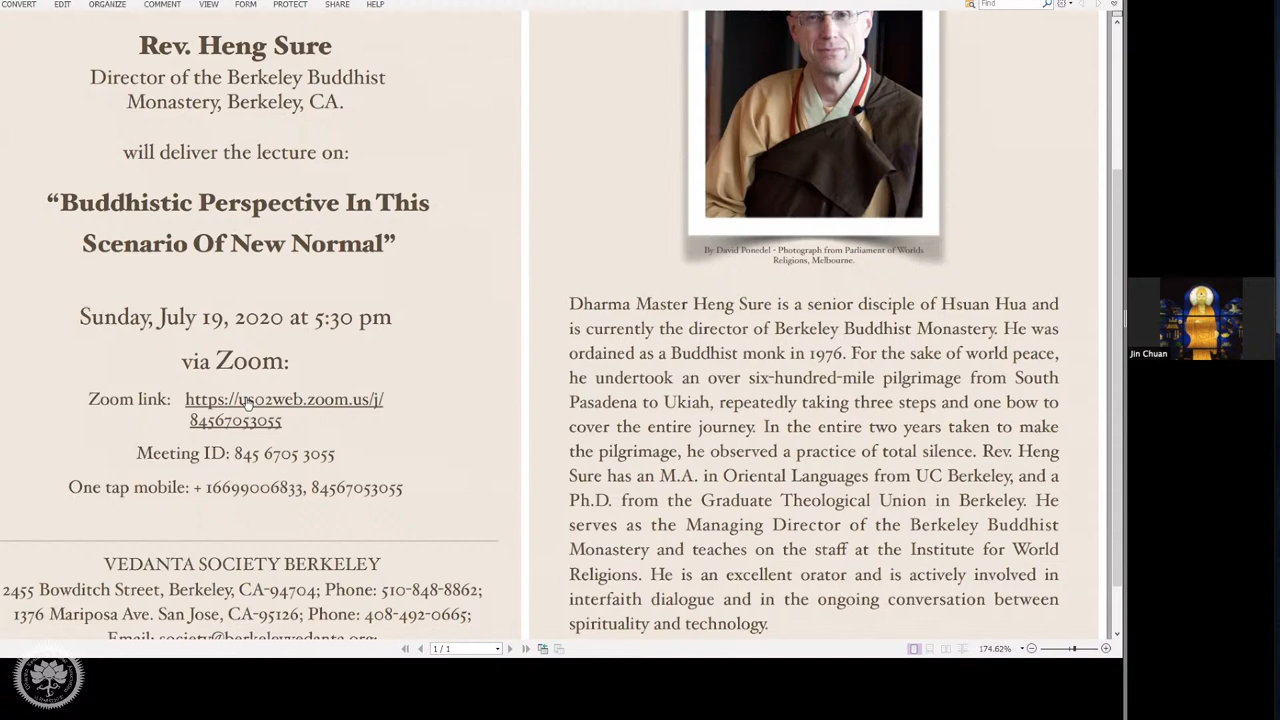 CONVERT EDIT ORGANIZE COMMENT VIEW FORM PROTECT SHARE HELP
Find
Rev. Heng Sure
Director of the Berkeley Buddhist
Monastery, Berkeley, CA.
will deliver the lecture on:
“Buddhistic Perspective In This
Scenario Of New Normal”
Sunday, July 19, 2020 at 5:30 pm
via Zoom:
Zoom link: https://us02web.zoom.us/j/
84567053055
Meeting ID: 845 6705 3055
One tap mobile: + 16699006833, 84567053055
VEDANTA SOCIETY BERKELEY
2455 Bowditch Street, Berkeley, CA-94704; Phone: 510-848-8862;
1376 Mariposa Ave. San Jose, CA-95126; Phone: 408-492-0665;
Email: society@berkeleyvedanta.org;
By David Ponedel - Photograph from Parliament of Worlds
Religions, Melbourne.
Dharma Master Heng Sure is a senior disciple of Hsuan Hua and
is currently the director of Berkeley Buddhist Monastery. He was
ordained as a Buddhist monk in 1976. For the sake of world peace,
he undertook an over six-hundred-mile pilgrimage from South
Pasadena to Ukiah, repeatedly taking three steps and one bow to
cover the entire journey. In the entire two years taken to make
the pilgrimage, he observed a practice of total silence. Rev. Heng
Sure has an M.A. in Oriental Languages from UC Berkeley, and a
Ph.D. from the Graduate Theological Union in Berkeley. He
serves as the Managing Director of the Berkeley Buddhist
Monastery and teaches on the staff at the Institute for World
Religions. He is an excellent orator and is actively involved in
interfaith dialogue and in the ongoing conversation between
spirituality and technology.
Jin Chuan
1 / 1
174.62%